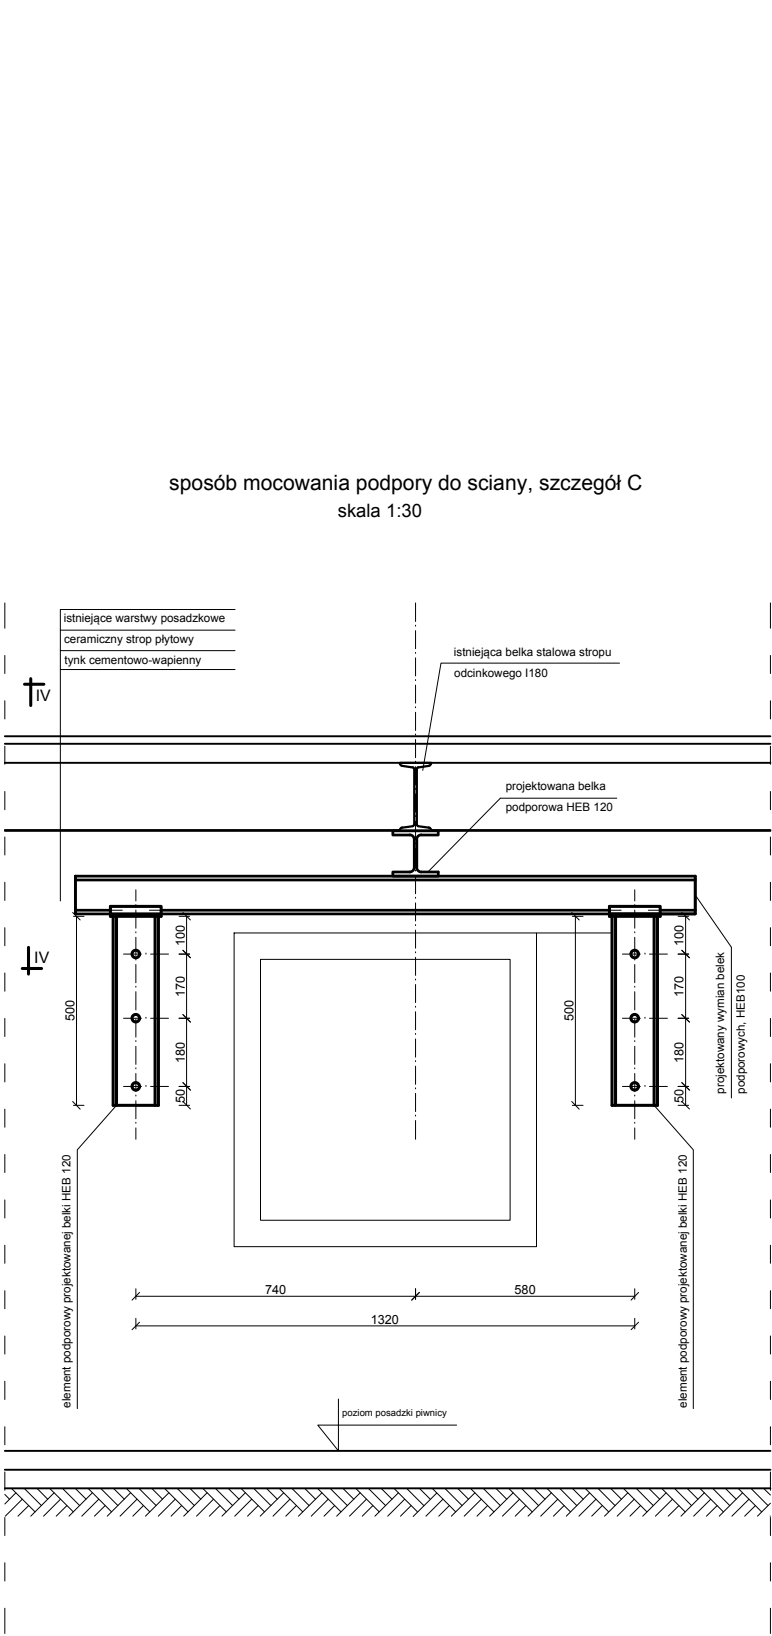 sposób mocowania podpory do sciany, szczegół C
skala 1:30
istniejące warstwy posadzkowe
ceramiczny strop płytowy
tynk cementowo-wapienny
istniejąca belka stalowa stropu
odcinkowego I180
IV
projektowana belka
podporowa HEB 120
IV
500
100
170
180
50
500
100
170
180
50
projektowany wymian belek
podporowych, HEB100
element podporowy projektowanej belki HEB 120
element podporowy projektowanej belki HEB 120
740
580
1320
poziom posadzki piwnicy